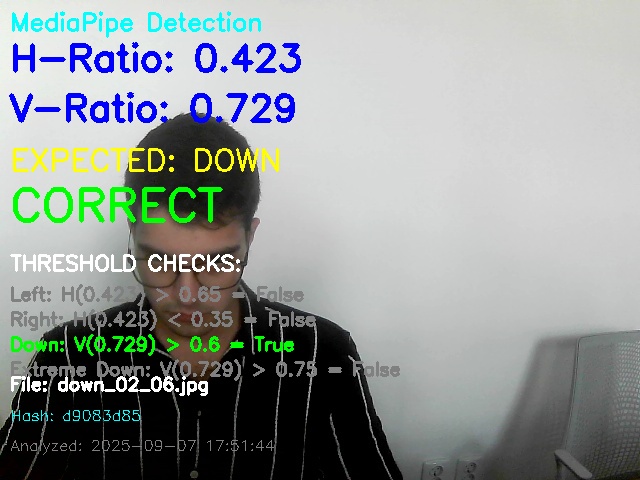 MediaPipe Detection
H-Ratio: 0.423
V-Ratio: 0.729
EXPECTED: DOWN
CORRECT
THRESHOLD CHECKS:
Left: H(0.423) > 0.65 = False
Right: H(0.423) < 0.35 = False
Down: V(0.729) > 0.6 = True
Extreme Down: V(0.729) > 0.75 = False
File: down_02_06.jpg
Hash: d9083d85
Analyzed: 2025-09-07 17:51:44